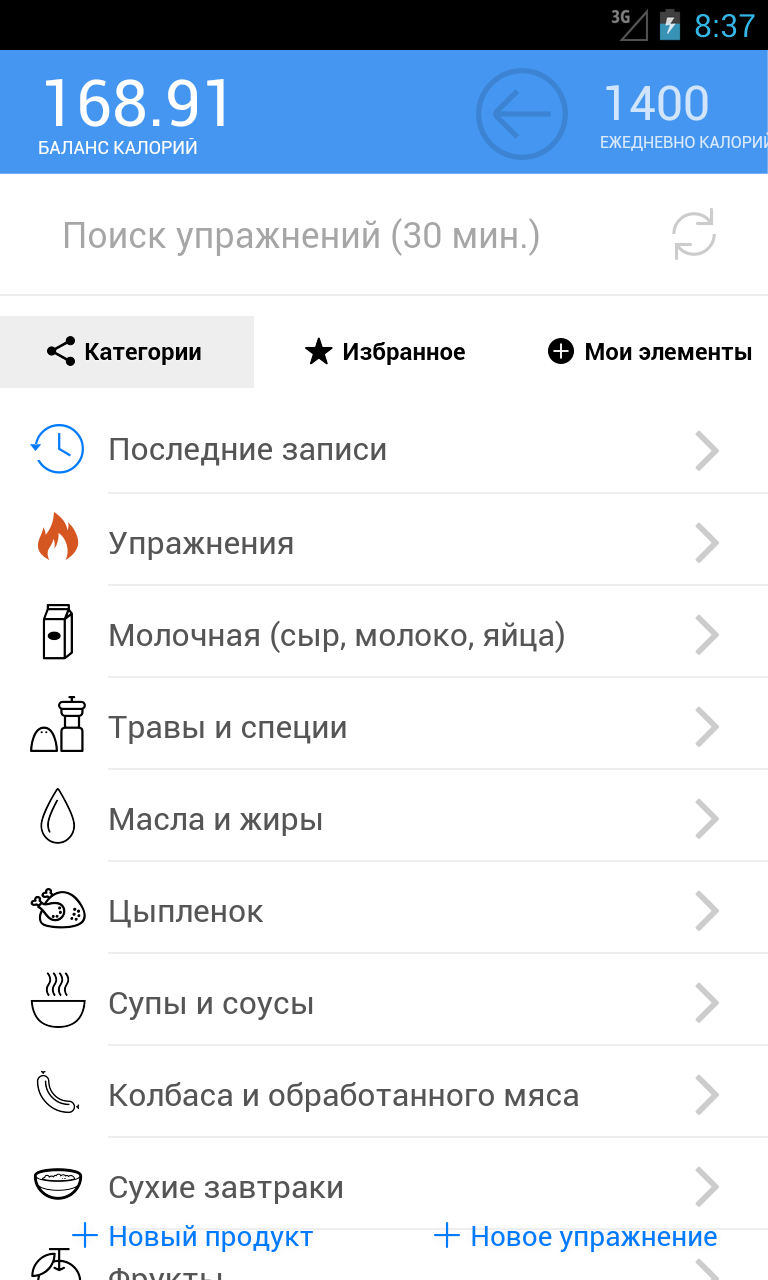 3G 8:37
168.91
1400
БАЛАНС КАЛОРИЙ
ЕЖЕДНЕВНО КАЛОРИЙ
Поиск упражнений (30 мин.)
Категории
Избранное
Мои элементы
Последние записи
Упражнения
Молочная (сыр, молоко, яйца)
Травы и специи
Масла и жиры
Цыпленок
Супы и соусы
Колбаса и обработанного мяса
Сухие завтраки
Новый продукт
Новое упражнение
Фрукты